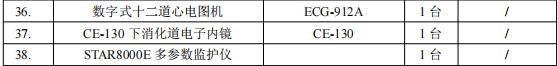 36. 数字式十二道心电图机 ECG-912A 1 台 /
37. CE-130 下消化道电子内镜 CE-130 1 台 /
38. STAR8000E 多参数监护仪 1 台 /